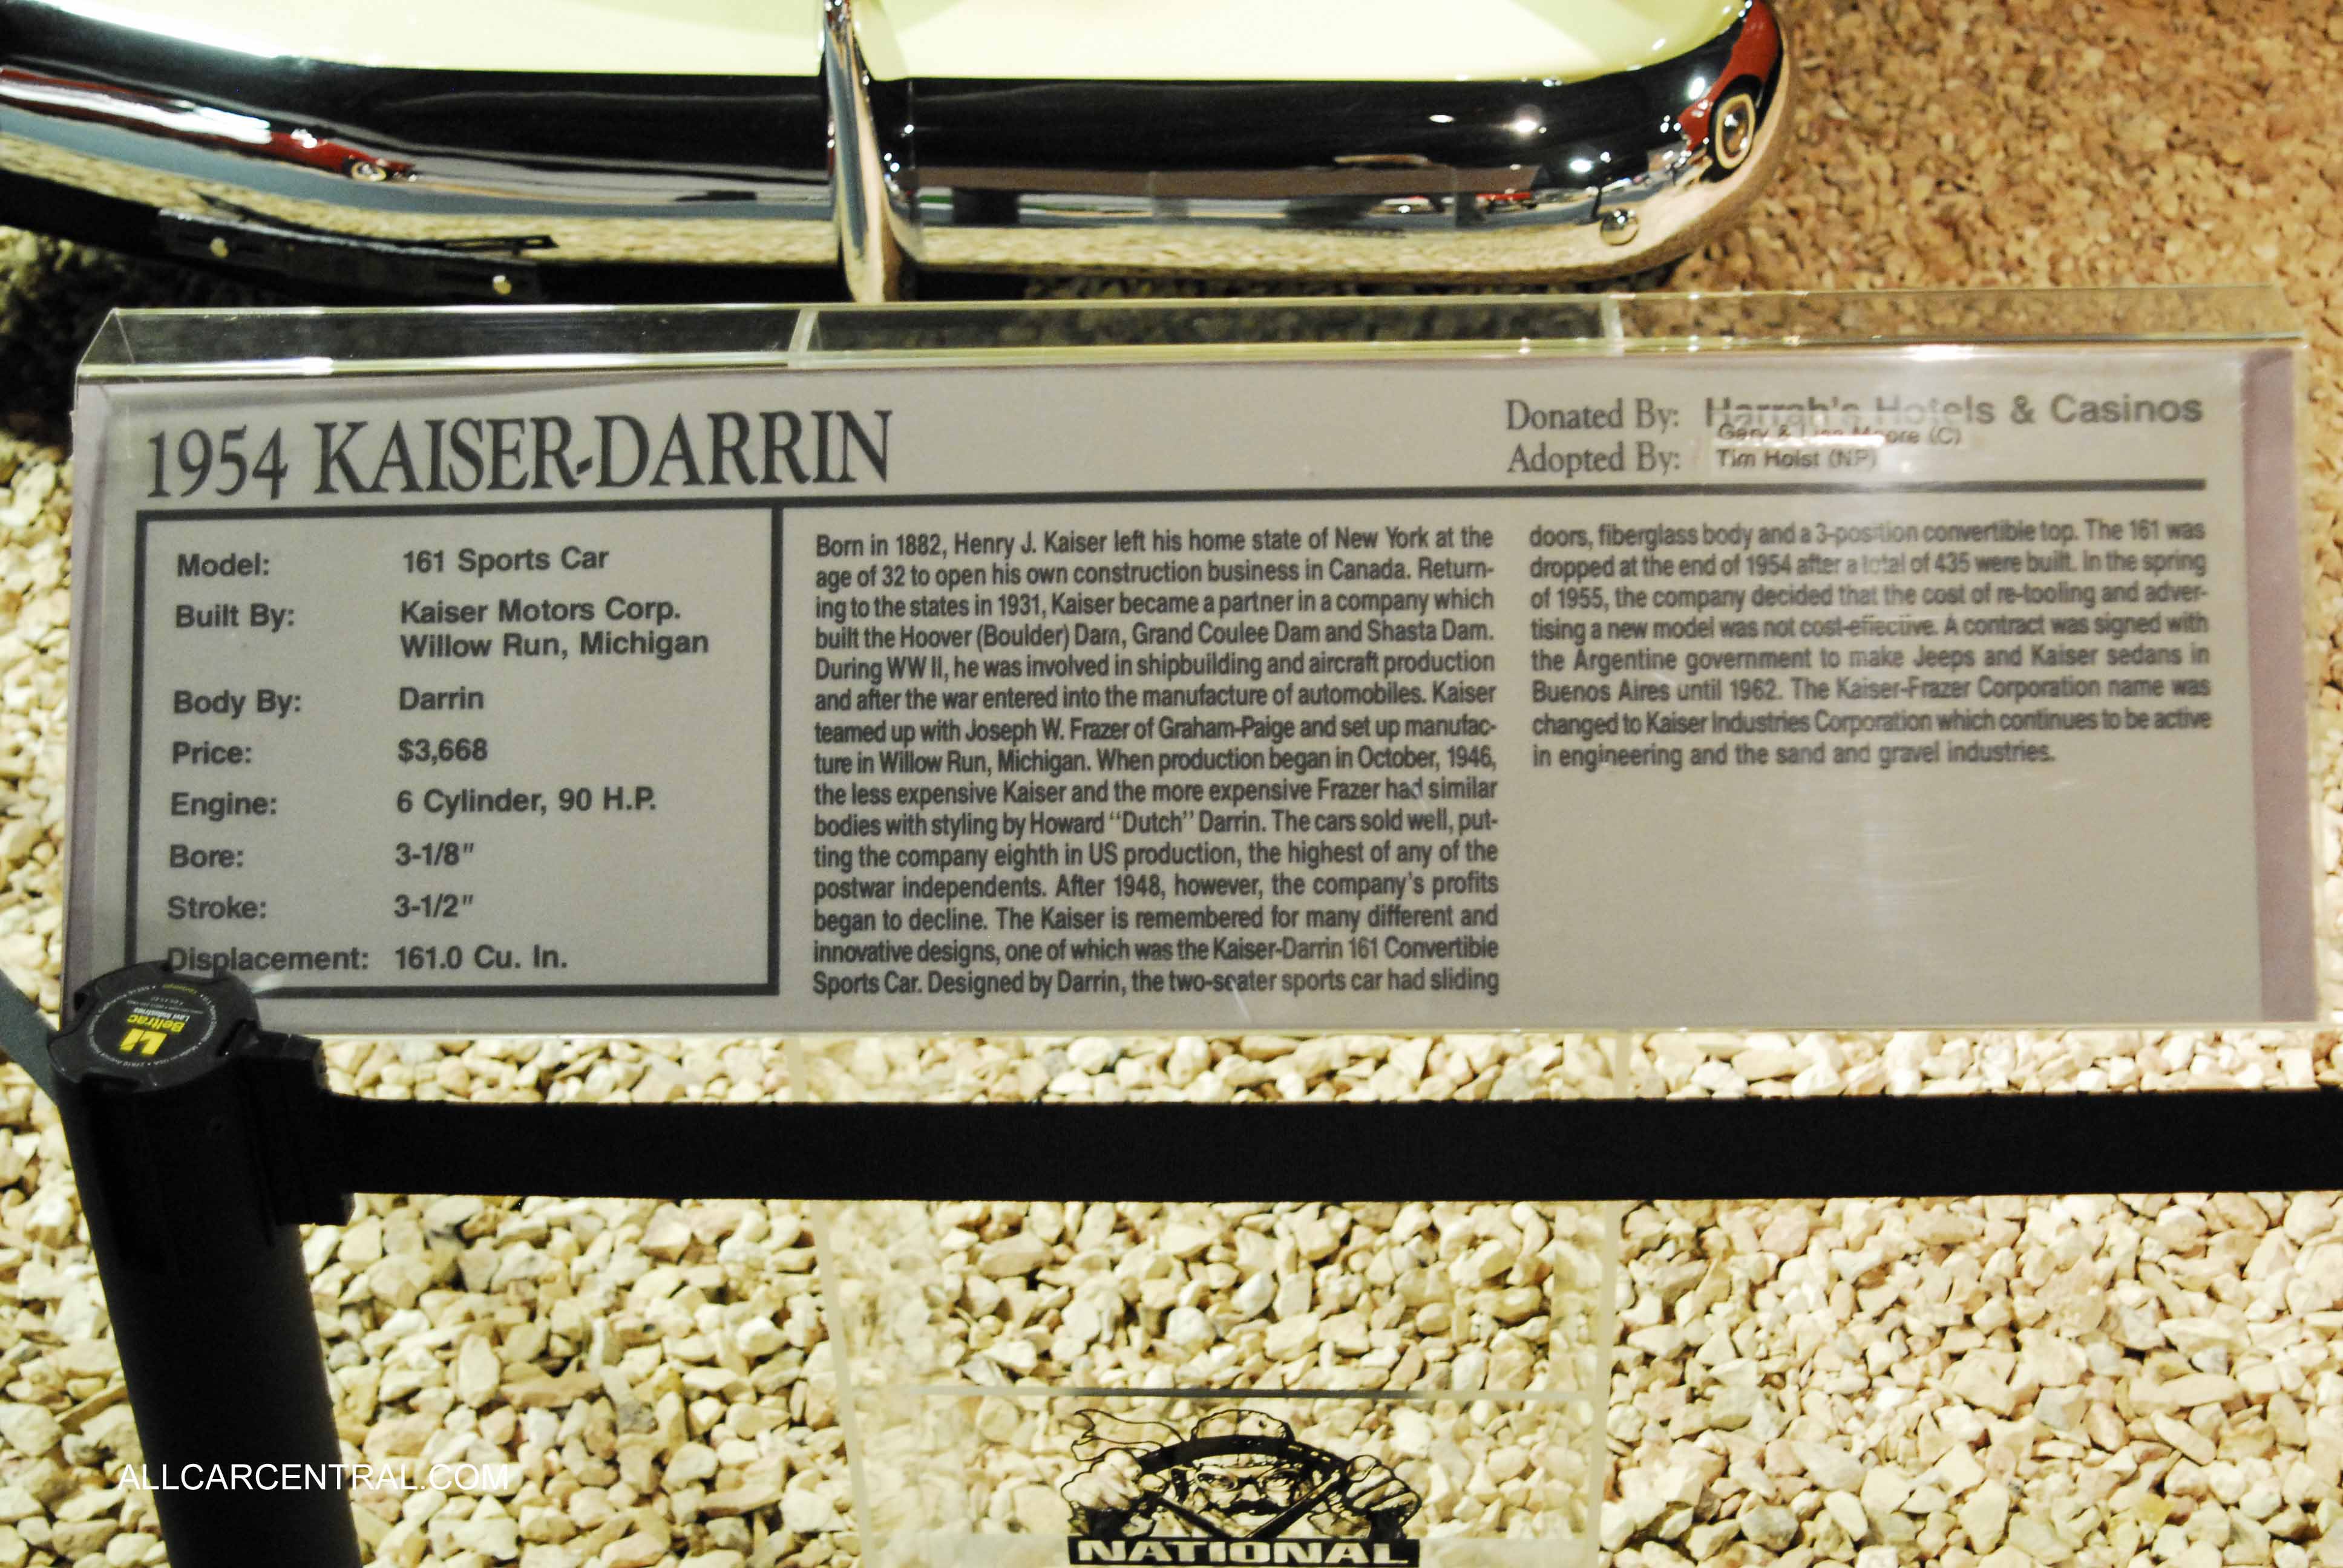 1954 KAISER-DARRIN
Donated By: Harrah's Hotels & Casinos
Gary & Moore (C)
Adopted By: Tim Holst (NP)
Model: 161 Sports Car
Built By: Kaiser Motors Corp.
Willow Run, Michigan
Body By: Darrin
Price: $3,668
Engine: 6 Cylinder, 90 H.P.
Bore: 3-1/8"
Stroke: 3-1/2"
Displacement: 161.0 Cu. In.
Born in 1882, Henry J. Kaiser left his home state of New York at the
age of 32 to open his own construction business in Canada. Return-
ing to the states in 1931, Kaiser became a partner in a company which
built the Hoover (Boulder) Dam, Grand Coulee Dam and Shasta Dam.
During WW II, he was involved in shipbuilding and aircraft production
and after the war entered into the manufacture of automobiles. Kaiser
teamed up with Joseph W. Frazer of Graham-Paige and set up manufac-
ture in Willow Run, Michigan. When production began in October, 1946,
the less expensive Kaiser and the more expensive Frazer had similar
bodies with styling by Howard "Dutch" Darrin. The cars sold well, put-
ting the company eighth in US production, the highest of any of the
postwar independents. After 1948, however, the company's profits
began to decline. The Kaiser is remembered for many different and
innovative designs, one of which was the Kaiser-Darrin 161 Convertible
Sports Car. Designed by Darrin, the two-seater sports car had sliding
doors, fiberglass body and a 3-position convertible top. The 161 was
dropped at the end of 1954 after a total of 435 were built. In the spring
of 1955, the company decided that the cost of re-tooling and adver-
tising a new model was not cost-effective. A contract was signed with
the Argentine government to make Jeeps and Kaiser sedans in
Buenos Aires until 1962. The Kaiser-Frazer Corporation name was
changed to Kaiser Industries Corporation which continues to be active
in engineering and the sand and gravel industries.
Beltrac
Lavi Industries
ALLCARCENTRAL.COM
NATIONAL